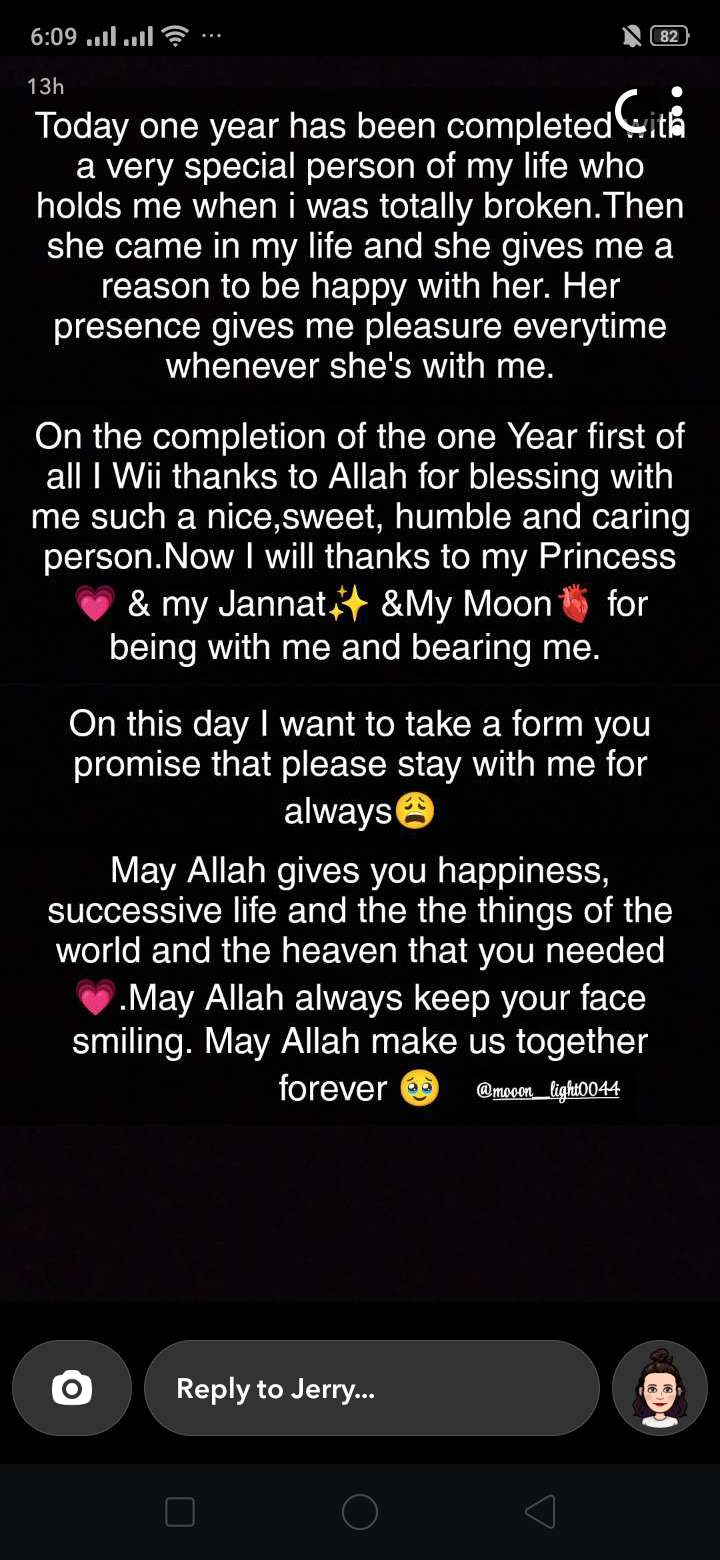 6:09
82
13h
Today one year has been completed with
a very special person of my life who
holds me when i was totally broken.Then
she came in my life and she gives me a
reason to be happy with her. Her
presence gives me pleasure everytime
whenever she's with me.
On the completion of the one Year first of
all I Wii thanks to Allah for blessing with
me such a nice,sweet, humble and caring
person.Now I will thanks to my Princess
💗 & my Jannat✨ &My Moon🫀 for
being with me and bearing me.
On this day I want to take a form you
promise that please stay with me for
always😩
May Allah gives you happiness,
successive life and the the things of the
world and the heaven that you needed
💗.May Allah always keep your face
smiling. May Allah make us together
forever 🥹 @mooon__light0044
Reply to Jerry...